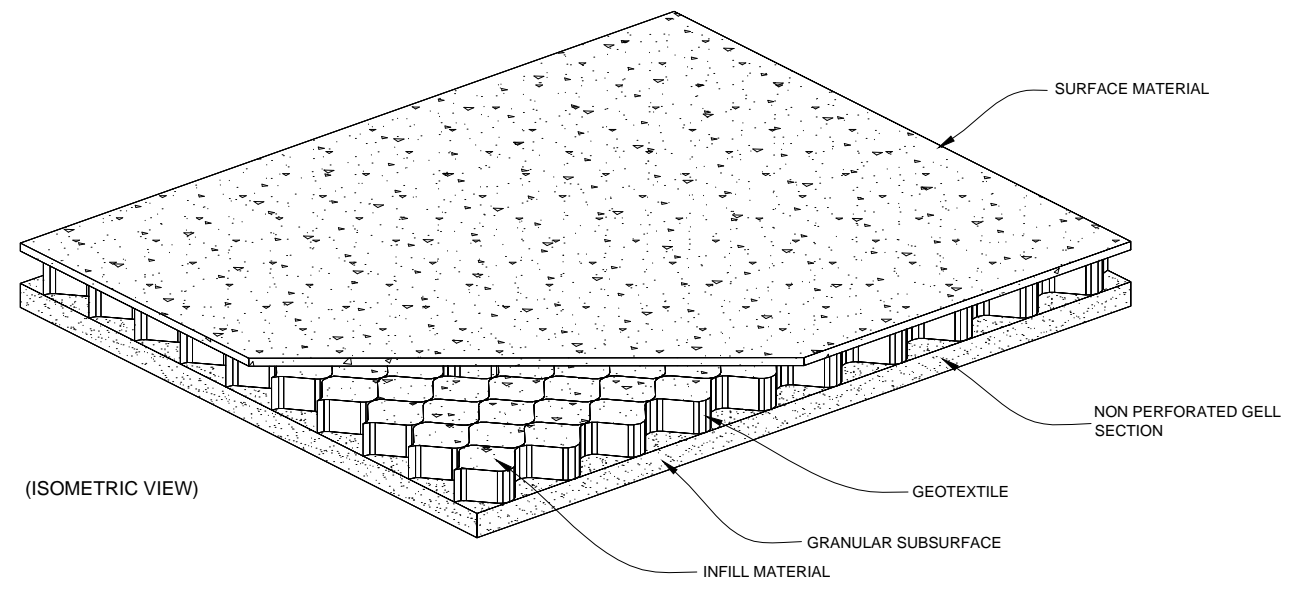 SURFACE MATERIAL
NON PERFORATED GELL
SECTION
(ISOMETRIC VIEW)
GEOTEXTILE
GRANULAR SUBSURFACE
INFILL MATERIAL